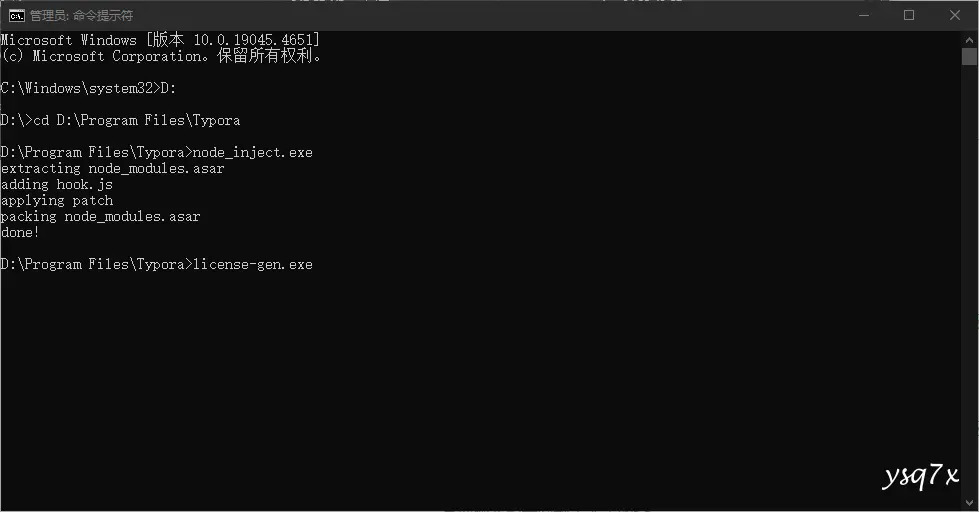 管理员: 命令提示符
Microsoft Windows [版本 10.0.19045.4651]
(c) Microsoft Corporation。保留所有权利。
C:\Windows\system32>D:
D:\>cd D:\Program Files\Typora
D:\Program Files\Typora>node_inject.exe
extracting node_modules.asar
adding hook.js
applying patch
packing node_modules.asar
done!
D:\Program Files\Typora>license-gen.exe
ysq7x